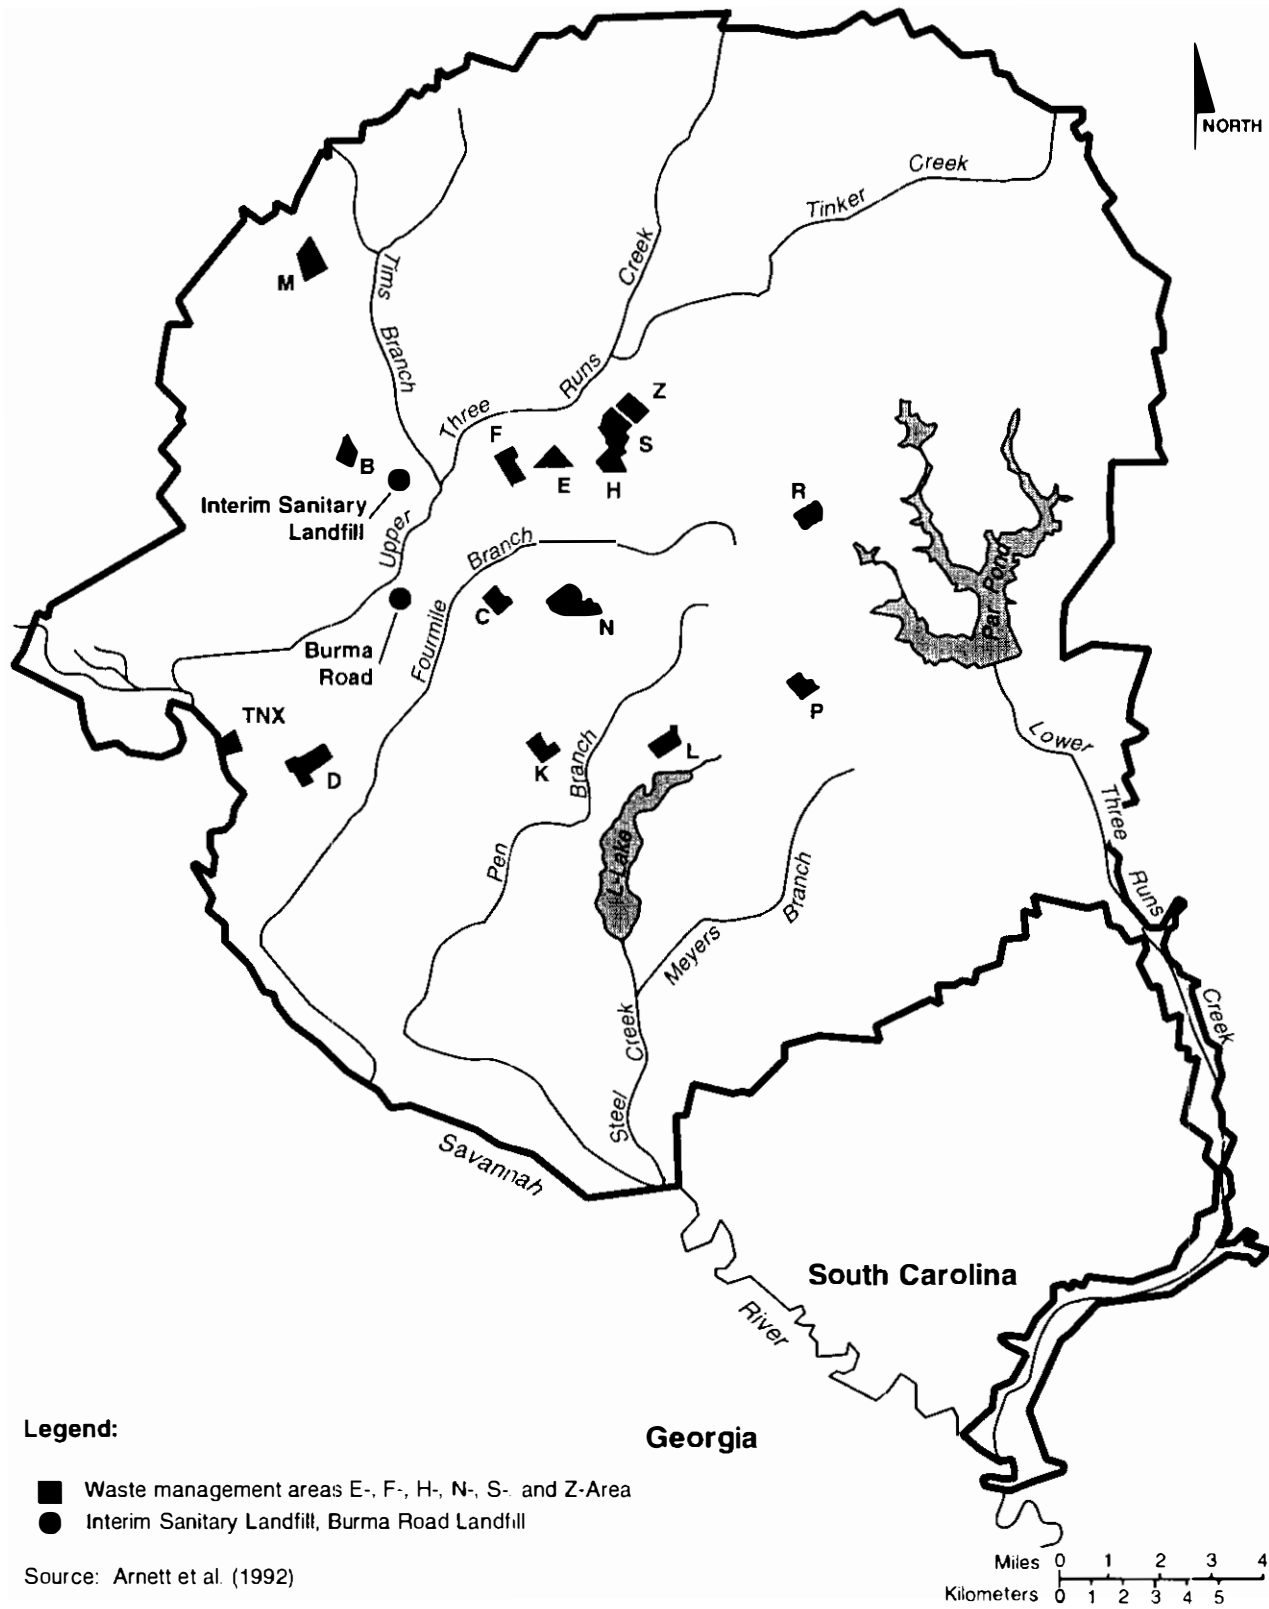 NORTH
Creek
Tinker
Creek
M
Tims
Branch
Runs
Three
Z
F
S
B
E
H
R
Interim Sanitary
Landfill
Upper
Branch
Par Pond
C
N
Fourmile
Burma
Road
P
TNX
Lower
D
K
L
Branch
Three
Pen
L-Lake
Branch
Runs
Meyers
Creek
Creek
Steel
Savannah
South Carolina
River
Georgia
Legend:
Waste management areas E-, F-, H-, N-, S-. and Z-Area
Interim Sanitary Landfill, Burma Road Landfill
Source: Arnett et al. (1992)
Miles 0 1 2 3 4
Kilometers 0 1 2 3 4 5